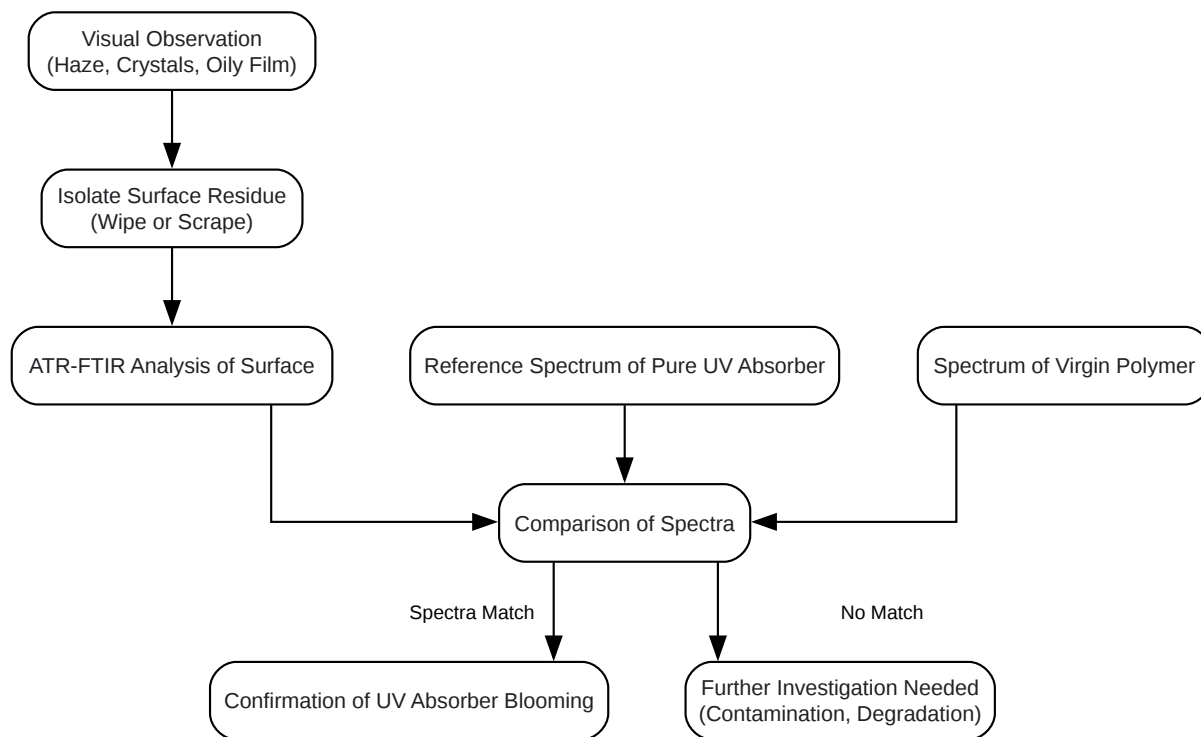 Visual Observation
(Haze, Crystals, Oily Film)
Isolate Surface Residue
(Wipe or Scrape)
ATR-FTIR Analysis of Surface
Reference Spectrum of Pure UV Absorber
Spectrum of Virgin Polymer
Comparison of Spectra
Spectra Match
No Match
Confirmation of UV Absorber Blooming
Further Investigation Needed
(Contamination, Degradation)